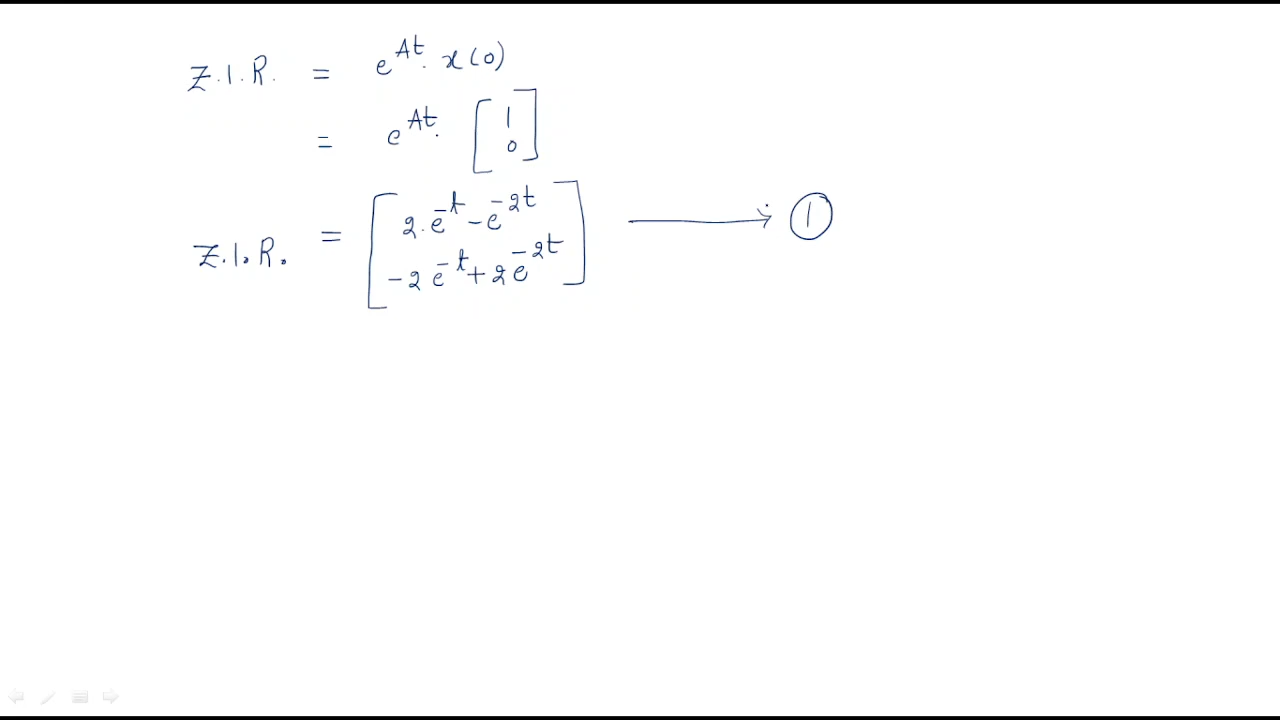 Z.I.R. = e^{At}. x(0)
= e^{At}. [1
0]
Z.I.R. = [2.e^{-t} - e^{-2t}
-2e^{-t} + 2e^{-2t}] ⟶ ①